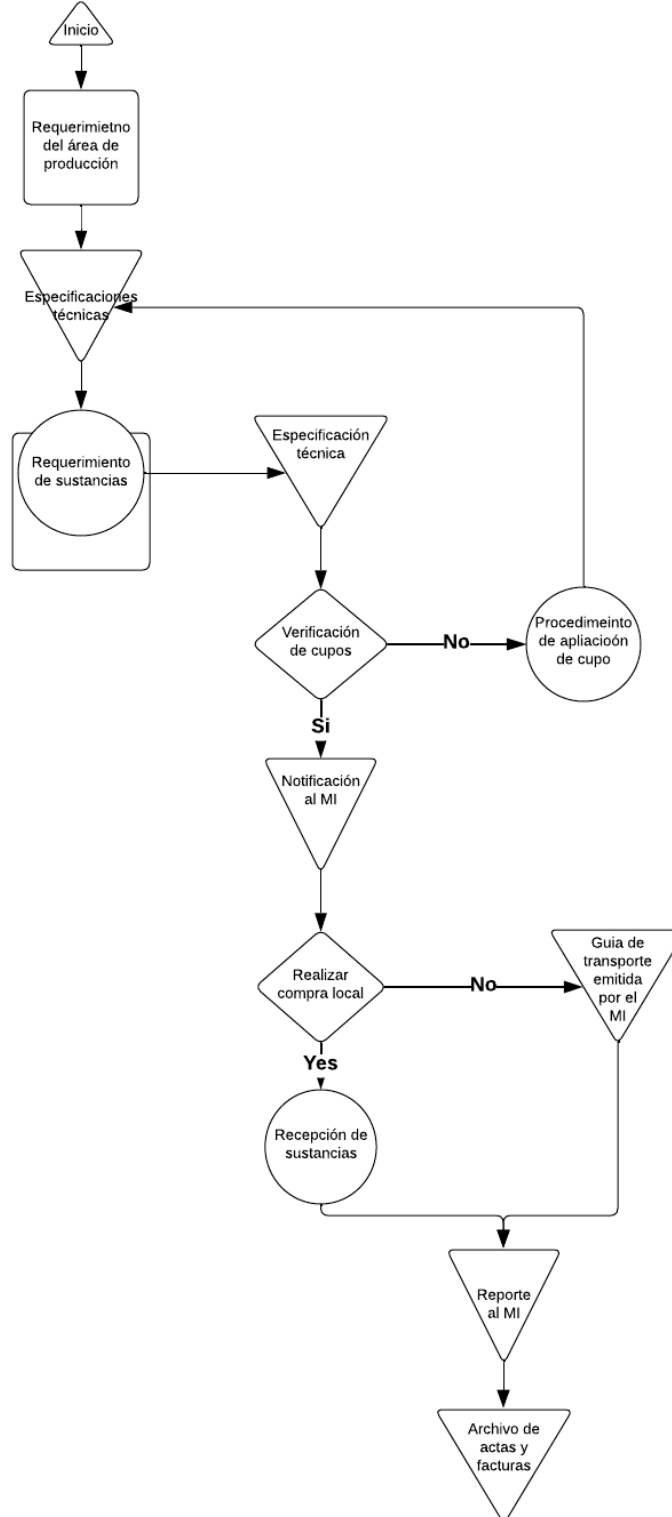 Inicio
Requerimietno
del área de
producción
Especificaciones
técnicas
Requerimiento
de sustancias
Especificación
técnica
Verificación
de cupos
No
Procedimeinto
de apliacioón
de cupo
Si
Notificación
al MI
Realizar
compra local
No
Guia de
transporte
emitida
por el
MI
Yes
Recepción de
sustancias
Reporte
al MI
Archivo de
actas y
facturas